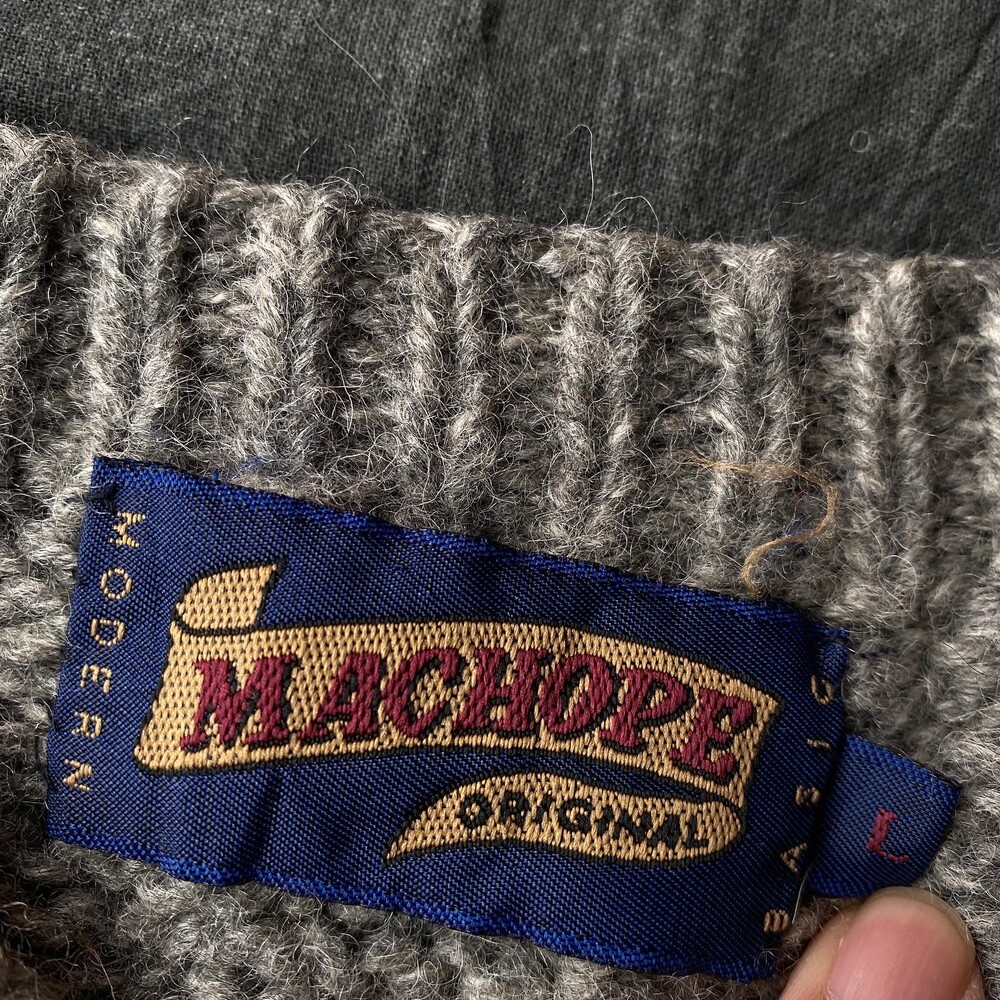 MODERN
MACHOPE
ORIGINAL
BASIC
L